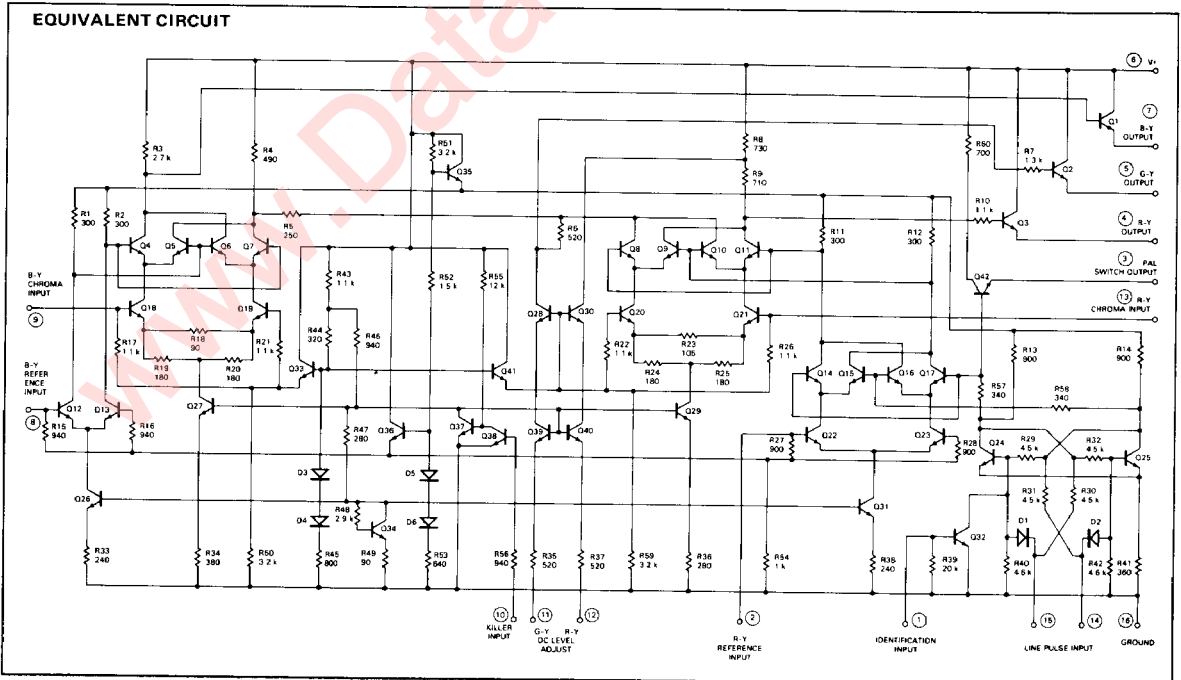 EQUIVALENT CIRCUIT
www.Data
6 V+
7
B-Y
OUTPUT
5
G-Y
OUTPUT
4
R-Y
OUTPUT
3
PAL
SWITCH OUTPUT
13 R-Y
CHROMA INPUT
B-Y
CHROMA
INPUT
9
B-Y
REFER
ENCE
INPUT
8
R3
2.7 k
R4
490
R51
3.2 k
Q35
R8
730
R9
710
R60
700
R7
1.3 k
Q1
Q2
R10
1.1 k
Q3
R1
300
R2
300
Q4
Q5
Q6
Q7
R5
250
R6
520
Q8
Q9
Q10
Q11
R11
300
R12
300
Q42
R43
1.1 k
R52
1.5 k
R55
12 k
Q18
Q19
R18
90
R17
1.1 k
R19
180
R20
180
R21
1.1 k
Q33
R44
320
R46
940
Q41
Q28
Q30
Q20
Q21
R22
1.1 k
R23
105
R24
180
R25
180
R26
1.1 k
Q14
Q15
Q16
Q17
R13
900
R14
900
R57
340
R58
340
Q12
Q13
R15
940
R16
940
Q27
R47
280
Q36
Q37
Q38
Q39
Q40
Q29
R27
900
Q22
Q23
R28
900
Q24
R29
4.5 k
R32
4.5 k
Q25
R31
4.5 k
R30
4.5 k
D3
D5
Q26
D4
R48
2.9 k
Q34
D6
Q31
Q32
D1
D2
R33
240
R34
380
R50
3.2 k
R45
800
R49
90
R53
640
R56
940
R35
520
R37
520
R59
3.2 k
R36
280
R54
1 k
R38
240
R39
20 k
R40
4.6 k
R42
4.6 k
R41
360
10
KILLER
INPUT
11
G-Y
12
R-Y
DC LEVEL
ADJUST
2
R-Y
REFERENCE
INPUT
1
IDENTIFICATION
INPUT
15
14
LINE PULSE INPUT
16
GROUND